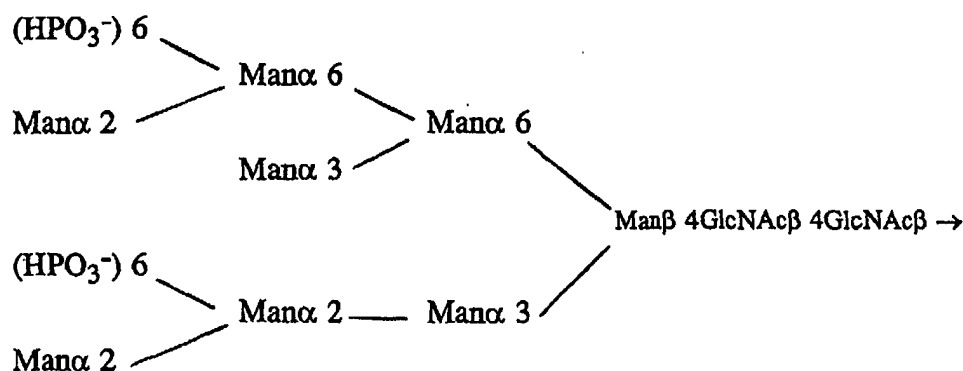 (HPO₃⁻) 6
Manα 6
Manα 2
Manα 6
Manα 3
Manβ 4GlcNAcβ 4GlcNAcβ →
(HPO₃⁻) 6
Manα 2
Manα 3
Manα 2